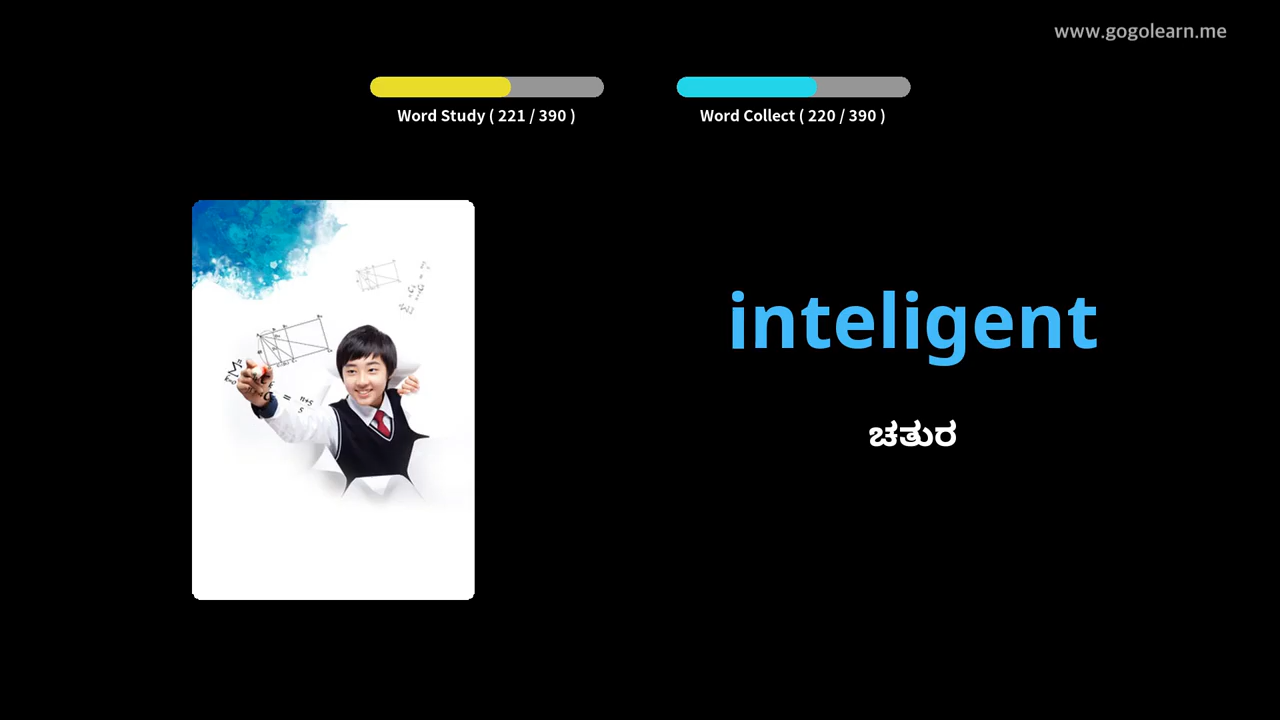 www.gogolearn.me
Word Study ( 221 / 390 )
Word Collect ( 220 / 390 )
inteligent
ಚತುರ